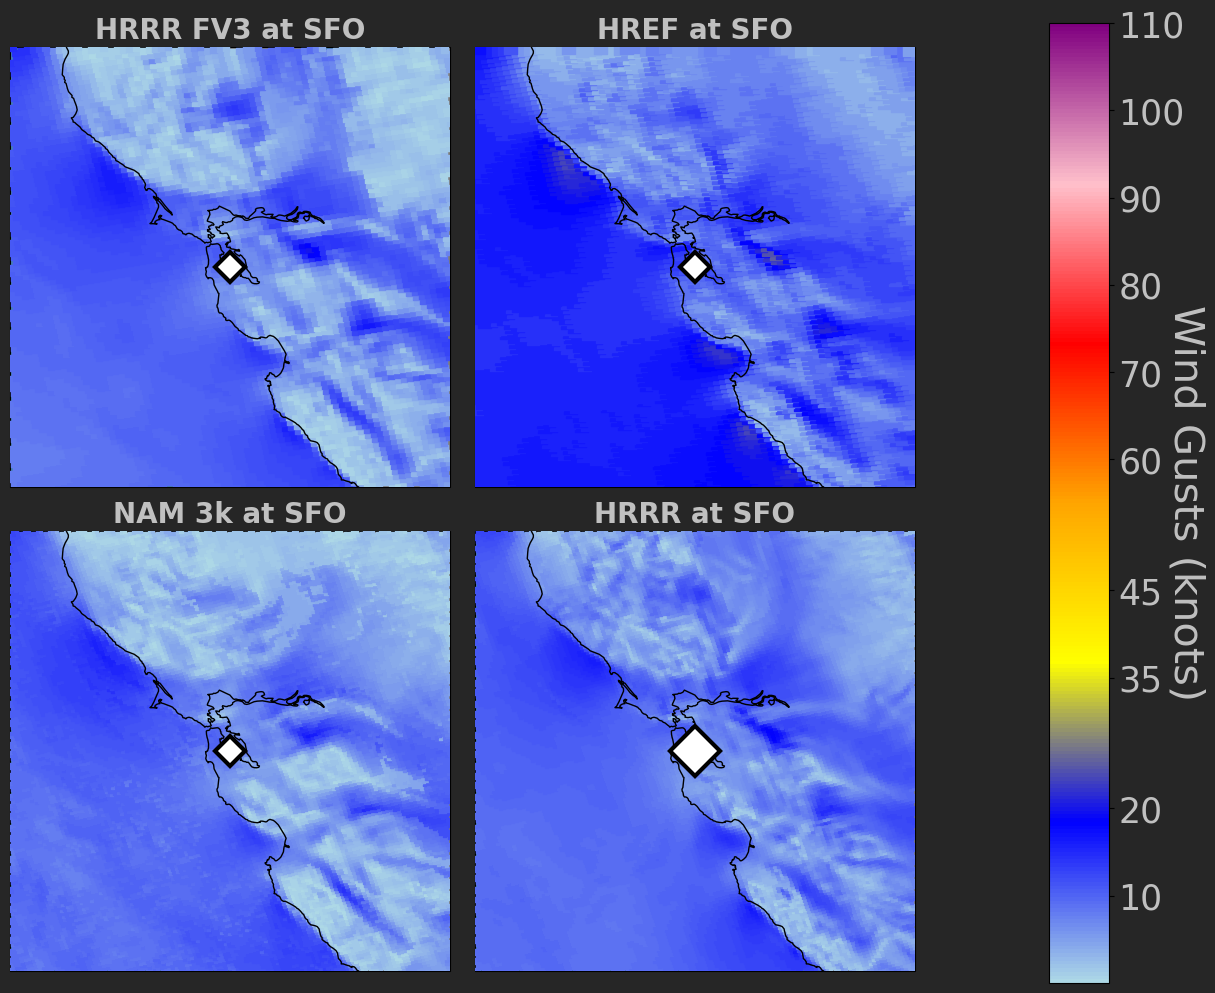 HRRR FV3 at SFO
HREF at SFO
NAM 3k at SFO
HRRR at SFO
110
100
90
80
70
60
45
35
20
10
Wind Gusts (knots)